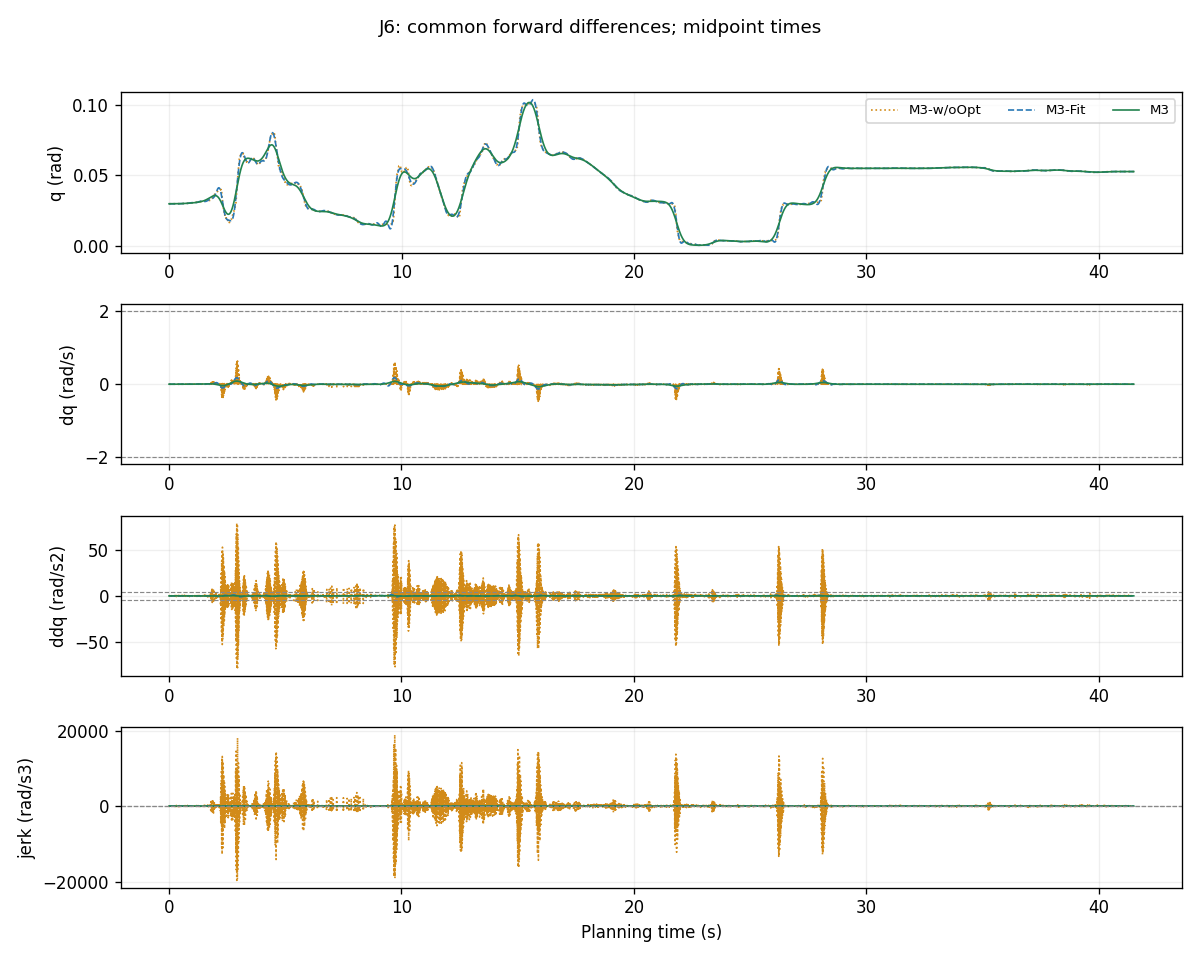 J6: common forward differences; midpoint times
q (rad)
0.10
0.05
0.00
M3-w/oOpt M3-Fit M3
0 10 20 30 40
dq (rad/s)
2
0
−2
0 10 20 30 40
ddq (rad/s2)
50
0
−50
0 10 20 30 40
jerk (rad/s3)
20000
0
−20000
0 10 20 30 40
Planning time (s)